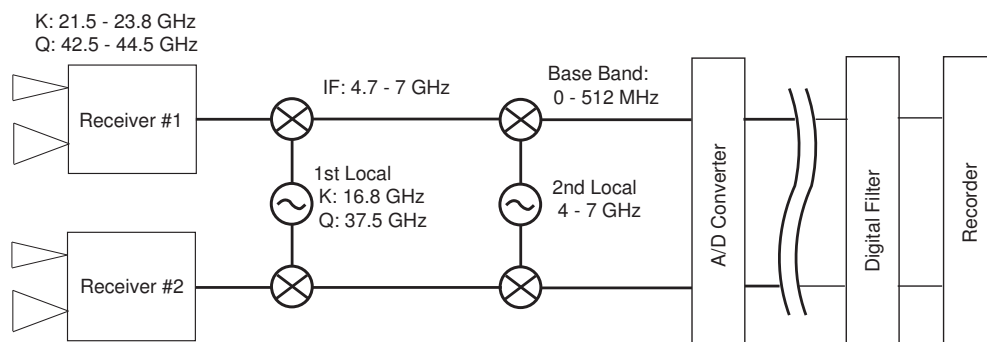 K: 21.5 - 23.8 GHz
Q: 42.5 - 44.5 GHz
Receiver #1
IF: 4.7 - 7 GHz
Base Band:
0 - 512 MHz
1st Local
K: 16.8 GHz
Q: 37.5 GHz
2nd Local
4 - 7 GHz
Receiver #2
A/D Converter
Digital Filter
Recorder